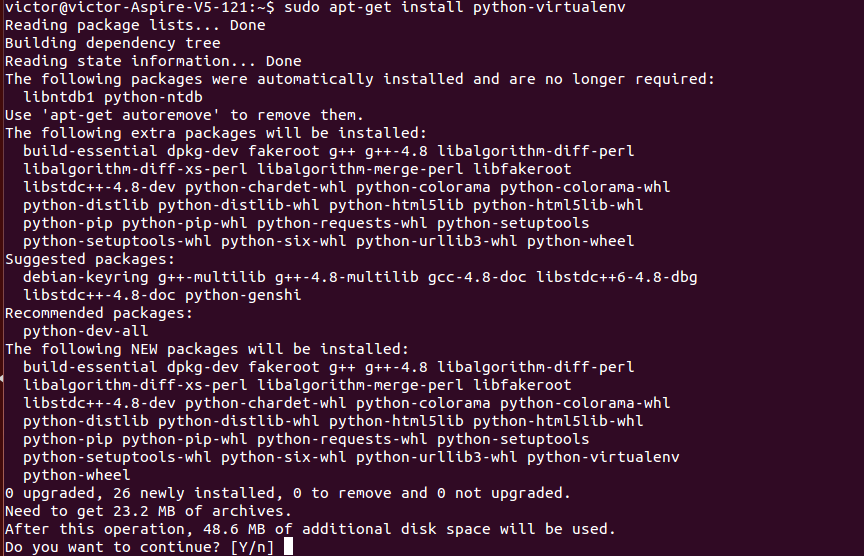 victor@victor-Aspire-V5-121:~$ sudo apt-get install python-virtualenv
Reading package lists... Done
Building dependency tree
Reading state information... Done
The following packages were automatically installed and are no longer required:
  libntdb1 python-ntdb
Use 'apt-get autoremove' to remove them.
The following extra packages will be installed:
  build-essential dpkg-dev fakeroot g++ g++-4.8 libalgorithm-diff-perl
  libalgorithm-diff-xs-perl libalgorithm-merge-perl libfakeroot
  libstdc++-4.8-dev python-chardet-whl python-colorama python-colorama-whl
  python-distlib python-distlib-whl python-html5lib python-html5lib-whl
  python-pip python-pip-whl python-requests-whl python-setuptools
  python-setuptools-whl python-six-whl python-urllib3-whl python-wheel
Suggested packages:
  debian-keyring g++-multilib g++-4.8-multilib gcc-4.8-doc libstdc++6-4.8-dbg
  libstdc++-4.8-doc python-genshi
Recommended packages:
  python-dev-all
The following NEW packages will be installed:
  build-essential dpkg-dev fakeroot g++ g++-4.8 libalgorithm-diff-perl
  libalgorithm-diff-xs-perl libalgorithm-merge-perl libfakeroot
  libstdc++-4.8-dev python-chardet-whl python-colorama python-colorama-whl
  python-distlib python-distlib-whl python-html5lib python-html5lib-whl
  python-pip python-pip-whl python-requests-whl python-setuptools
  python-setuptools-whl python-six-whl python-urllib3-whl python-virtualenv
  python-wheel
0 upgraded, 26 newly installed, 0 to remove and 0 not upgraded.
Need to get 23.2 MB of archives.
After this operation, 48.6 MB of additional disk space will be used.
Do you want to continue? [Y/n]